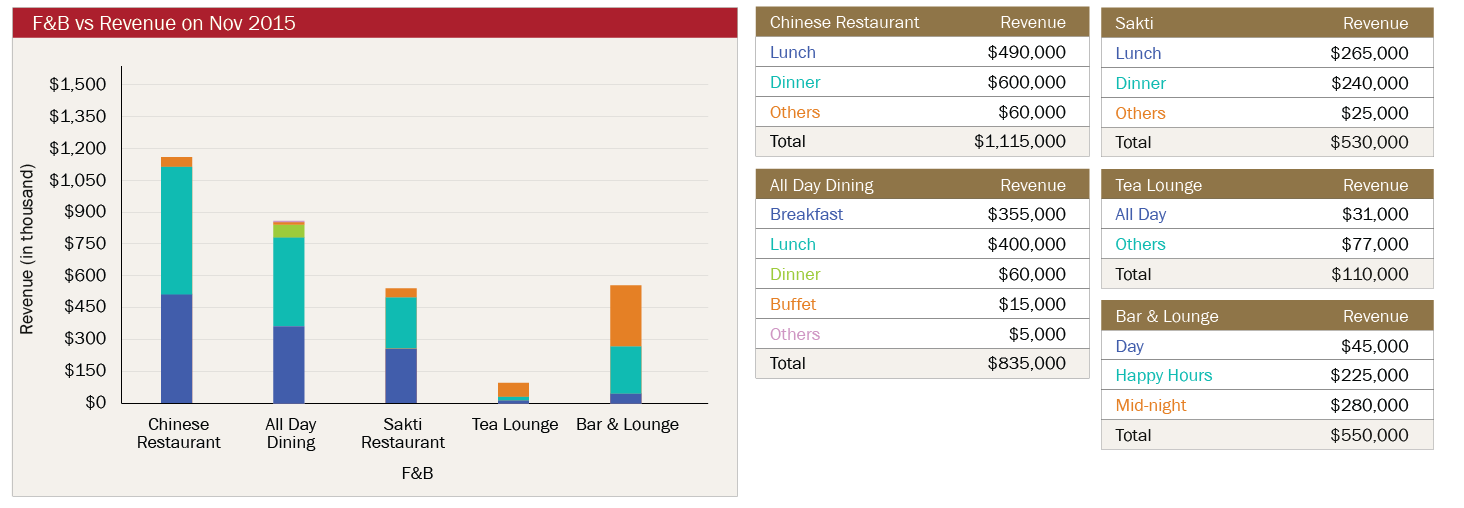 F&B vs Revenue on Nov 2015
Revenue (in thousand)
$1,500
$1,350
$1,200
$1,050
$900
$750
$600
$450
$300
$150
$0
Chinese Restaurant
All Day Dining
Sakti Restaurant
Tea Lounge
Bar & Lounge
F&B
Chinese Restaurant Revenue
Lunch $490,000
Dinner $600,000
Others $60,000
Total $1,115,000
Sakti Revenue
Lunch $265,000
Dinner $240,000
Others $25,000
Total $530,000
All Day Dining Revenue
Breakfast $355,000
Lunch $400,000
Dinner $60,000
Buffet $15,000
Others $5,000
Total $835,000
Tea Lounge Revenue
All Day $31,000
Others $77,000
Total $110,000
Bar & Lounge Revenue
Day $45,000
Happy Hours $225,000
Mid-night $280,000
Total $550,000